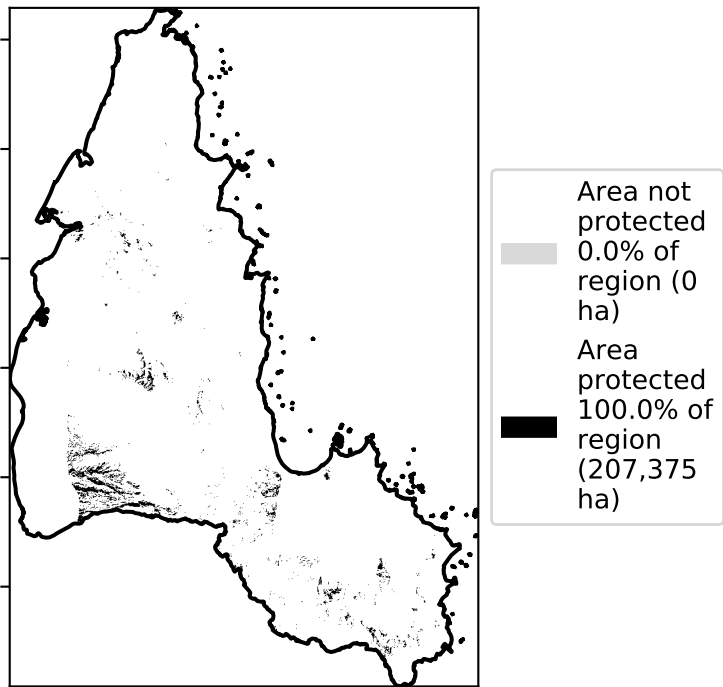 Area not
protected
0.0% of
region (0
ha)
Area
protected
100.0% of
region
(207,375
ha)